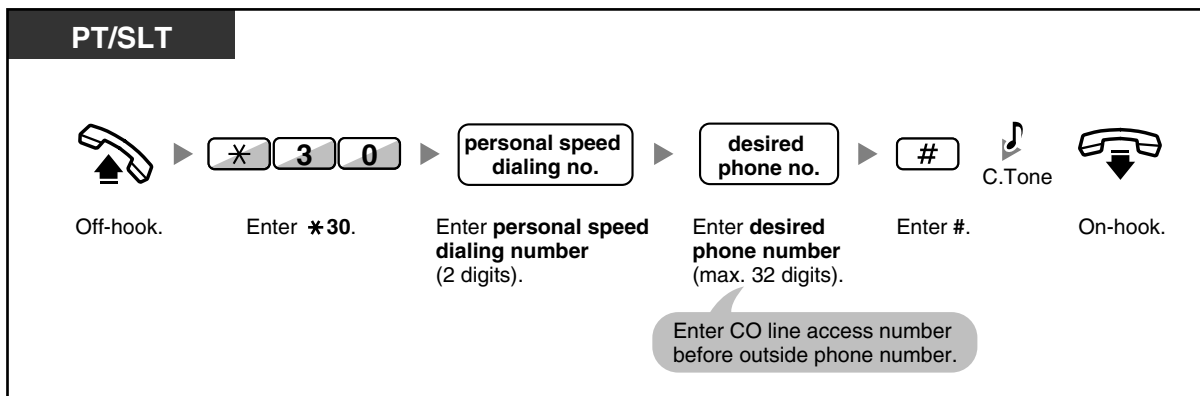 PT/SLT
* 3 0
personal speed
dialing no.
desired
phone no.
#
C.Tone
Off-hook.
Enter *30.
Enter personal speed
dialing number
(2 digits).
Enter desired
phone number
(max. 32 digits).
Enter #.
On-hook.
Enter CO line access number
before outside phone number.